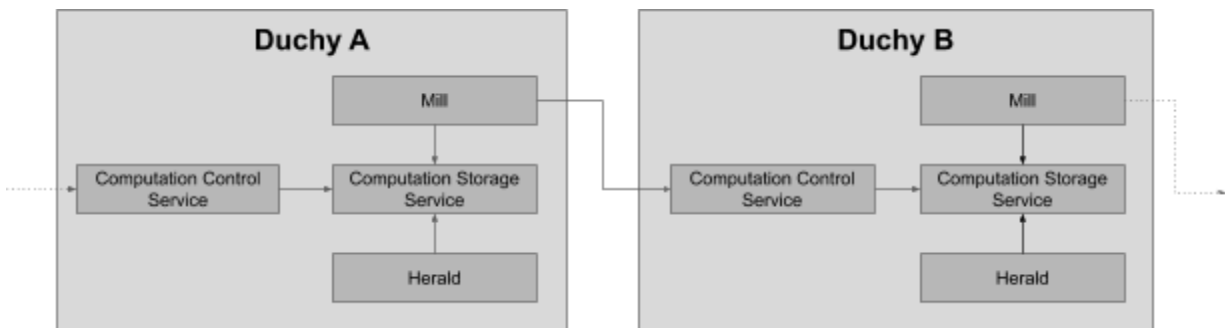 Duchy A
Mill
Computation Control
Service
Computation Storage
Service
Herald
Duchy B
Mill
Computation Control
Service
Computation Storage
Service
Herald